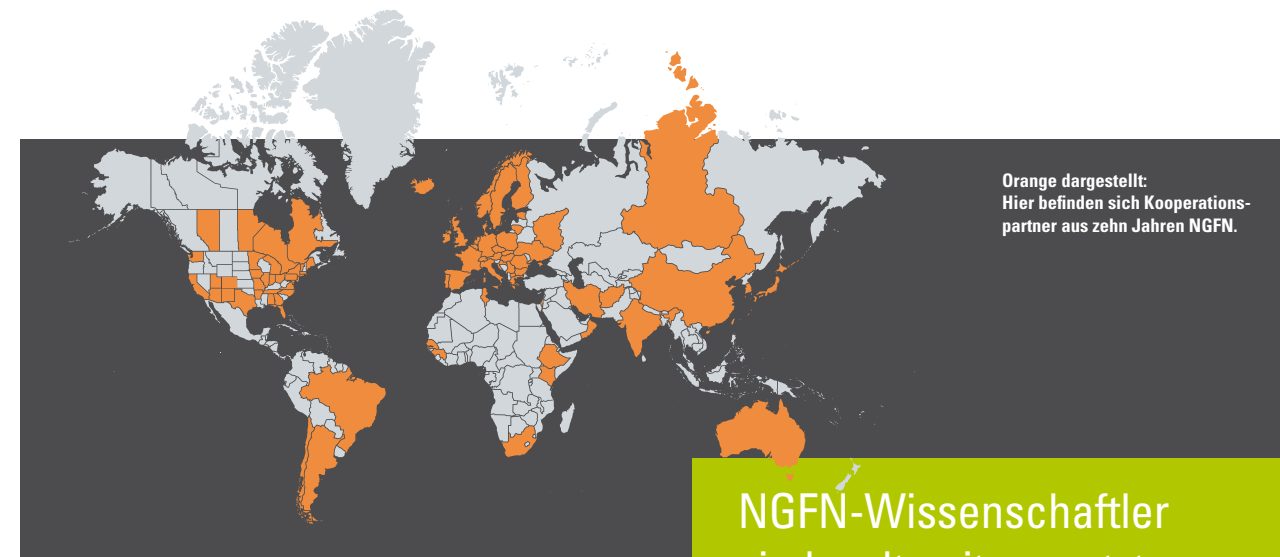 Orange dargestellt:
Hier befinden sich Kooperations-
partner aus zehn Jahren NGFN.
NGFN-Wissenschaftler